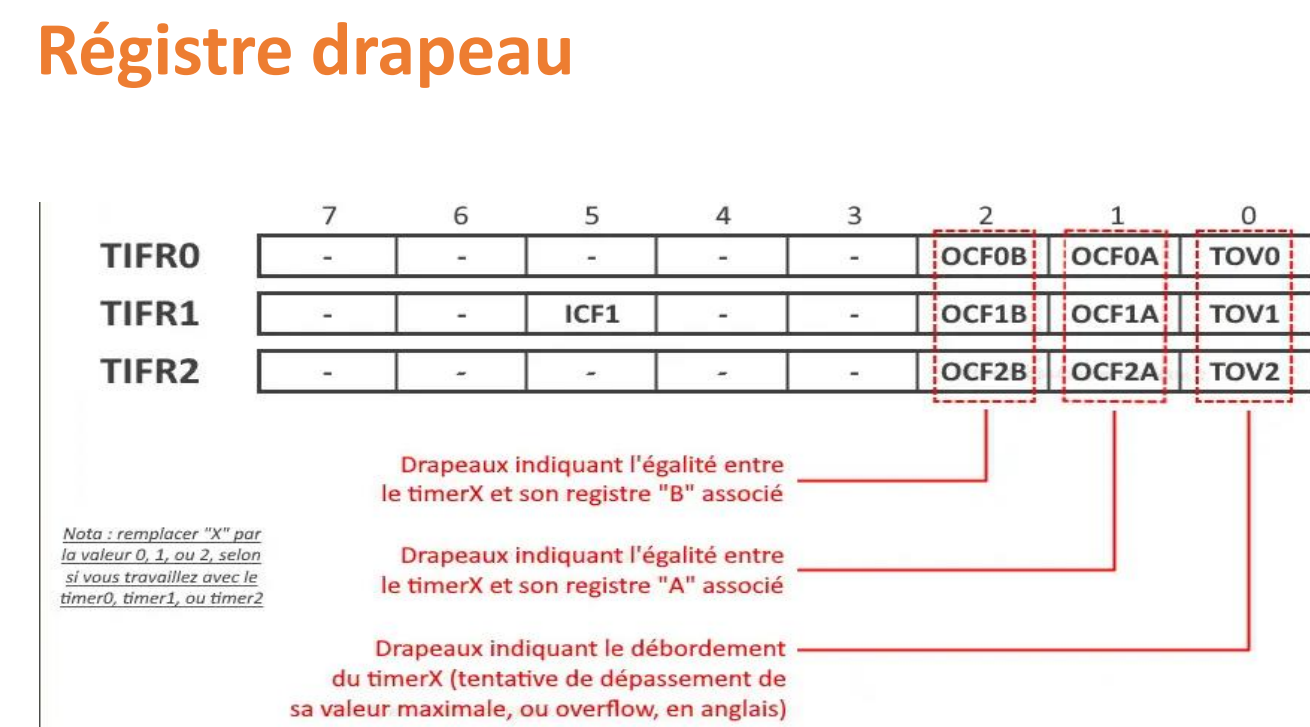 Régistre drapeau
7 6 5 4 3 2 1 0
TIFR0 - - - - - OCF0B OCF0A TOV0
TIFR1 - - ICF1 - - OCF1B OCF1A TOV1
TIFR2 - - - - - OCF2B OCF2A TOV2
Drapeaux indiquant l'égalité entre
le timerX et son registre "B" associé
Nota : remplacer "X" par
la valeur 0, 1, ou 2, selon
si vous travaillez avec le
timer0, timer1, ou timer2
Drapeaux indiquant l'égalité entre
le timerX et son registre "A" associé
Drapeaux indiquant le débordement
du timerX (tentative de dépassement de
sa valeur maximale, ou overflow, en anglais)